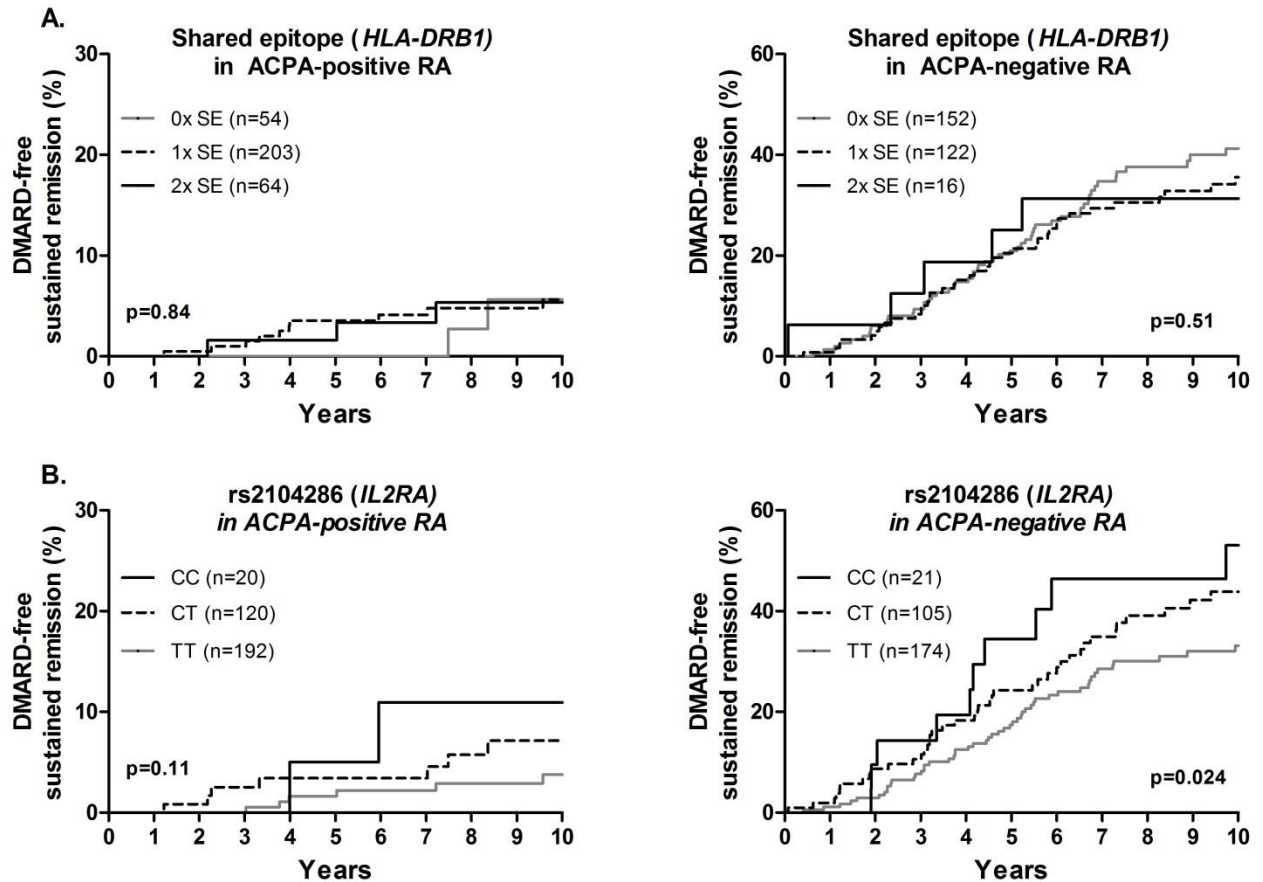 A.
Shared epitope (HLA-DRB1)
in ACPA-positive RA
DMARD-free
sustained remission (%)
30
20
10
0
0x SE (n=54)
1x SE (n=203)
2x SE (n=64)
p=0.84
0 1 2 3 4 5 6 7 8 9 10
Years
Shared epitope (HLA-DRB1)
in ACPA-negative RA
DMARD-free
sustained remission (%)
60
40
20
0
0x SE (n=152)
1x SE (n=122)
2x SE (n=16)
p=0.51
0 1 2 3 4 5 6 7 8 9 10
Years
B.
rs2104286 (IL2RA)
in ACPA-positive RA
DMARD-free
sustained remission (%)
30
20
10
0
CC (n=20)
CT (n=120)
TT (n=192)
p=0.11
0 1 2 3 4 5 6 7 8 9 10
Years
rs2104286 (IL2RA)
in ACPA-negative RA
DMARD-free
sustained remission (%)
60
40
20
0
CC (n=21)
CT (n=105)
TT (n=174)
p=0.024
0 1 2 3 4 5 6 7 8 9 10
Years